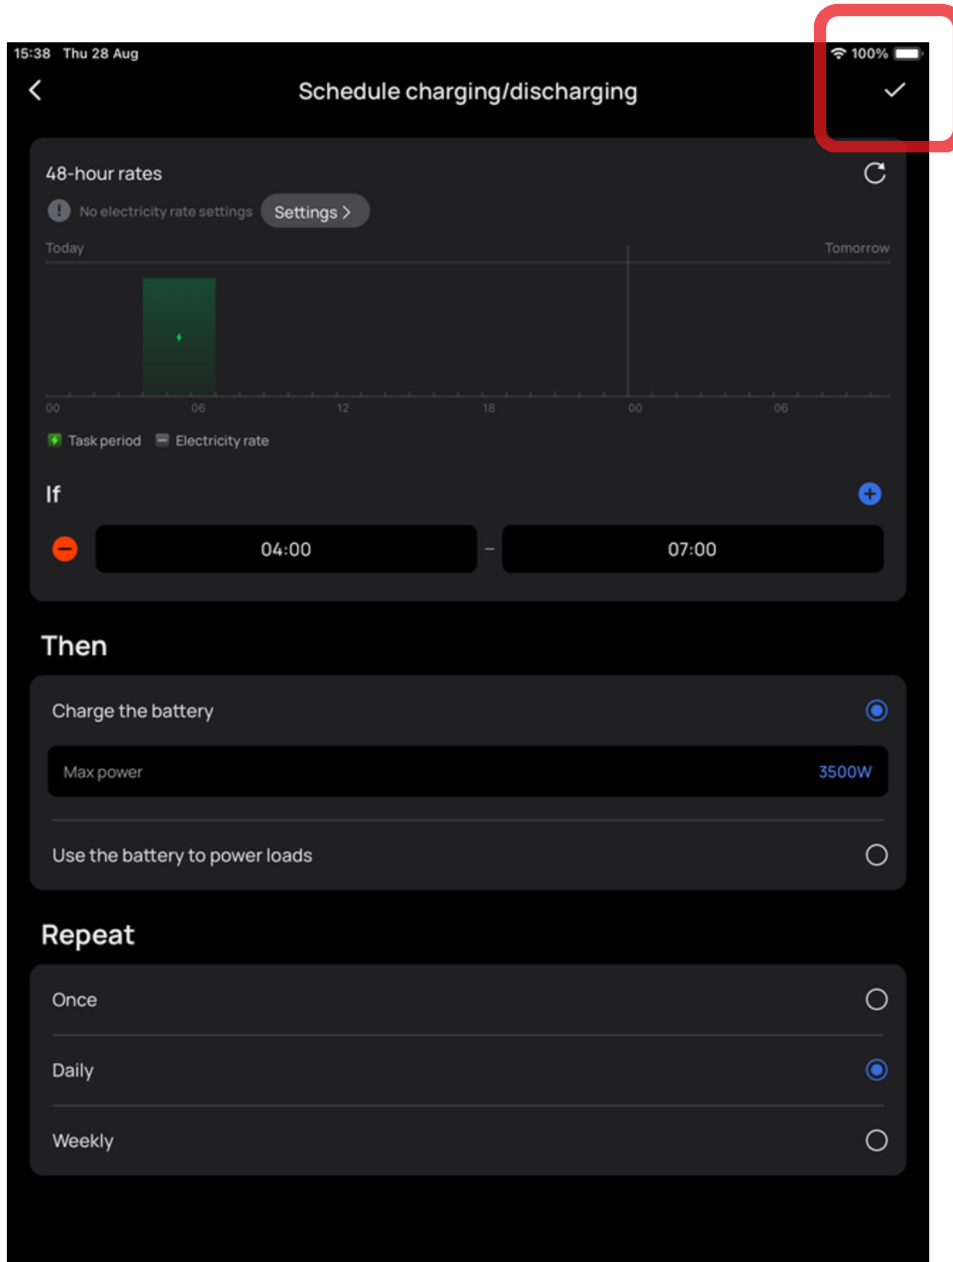 15:38 Thu 28 Aug 100%
Schedule charging/discharging
48-hour rates
No electricity rate settings Settings >
Today Tomorrow
00 06 12 18 00 06
Task period Electricity rate
If
04:00 – 07:00
Then
Charge the battery
Max power 3500W
Use the battery to power loads
Repeat
Once
Daily
Weekly